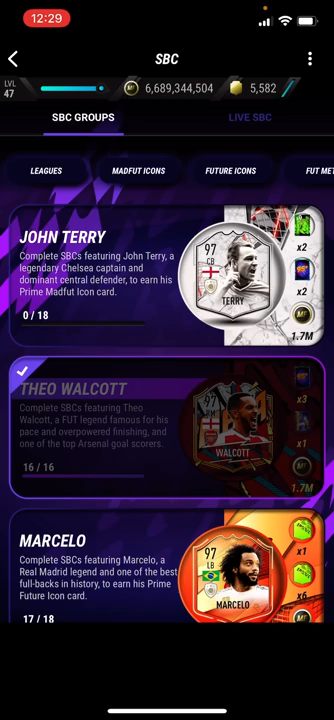 12:29
SBC
LVL
47
6,689,344,504
5,582
SBC GROUPS
LIVE SBC
LEAGUES
MADFUT ICONS
FUTURE ICONS
FUT MET
JOHN TERRY
Complete SBCs featuring John Terry, a
legendary Chelsea captain and
dominant central defender, to earn his
Prime Madfut Icon card.
0 / 18
97
CB
TERRY
x2
x2
MF
1.7M
THEO WALCOTT
Complete SBCs featuring Theo
Walcott, a FUT legend famous for his
pace and overpowered finishing, and
one of the top Arsenal goal scorers.
16 / 16
97
WALCOTT
x3
x1
MF
1.7M
MARCELO
Complete SBCs featuring Marcelo, a
Real Madrid legend and one of the best
full-backs in history, to earn his Prime
Future Icon card.
17 / 18
97
LB
MARCELO
x1
x6
MF